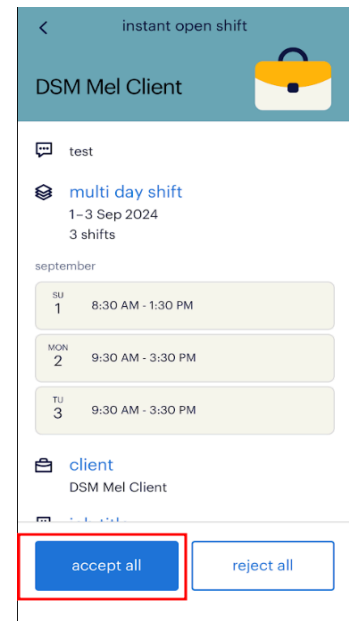 instant open shift
DSM Mel Client
test
multi day shift
1–3 Sep 2024
3 shifts
september
SU
1
8:30 AM - 1:30 PM
MON
2
9:30 AM - 3:30 PM
TU
3
9:30 AM - 3:30 PM
client
DSM Mel Client
accept all
reject all